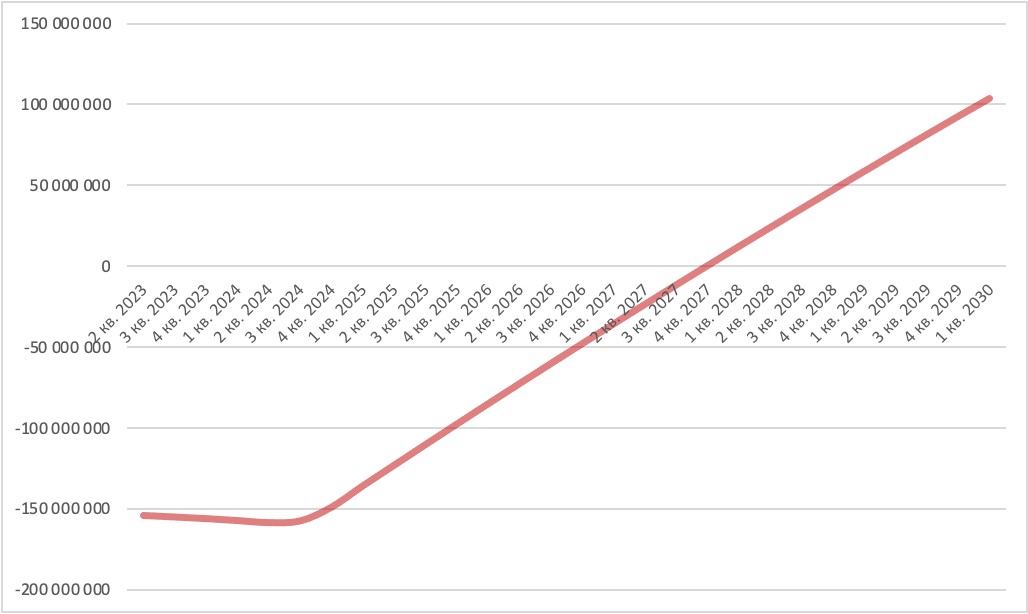 150 000 000
100 000 000
50 000 000
0
-50 000 000
-100 000 000
-150 000 000
-200 000 000
2 кв. 2023
3 кв. 2023
4 кв. 2023
1 кв. 2024
2 кв. 2024
3 кв. 2024
4 кв. 2024
1 кв. 2025
2 кв. 2025
3 кв. 2025
4 кв. 2025
1 кв. 2026
2 кв. 2026
3 кв. 2026
4 кв. 2026
1 кв. 2027
2 кв. 2027
3 кв. 2027
4 кв. 2027
1 кв. 2028
2 кв. 2028
3 кв. 2028
4 кв. 2028
1 кв. 2029
2 кв. 2029
3 кв. 2029
4 кв. 2029
1 кв. 2030